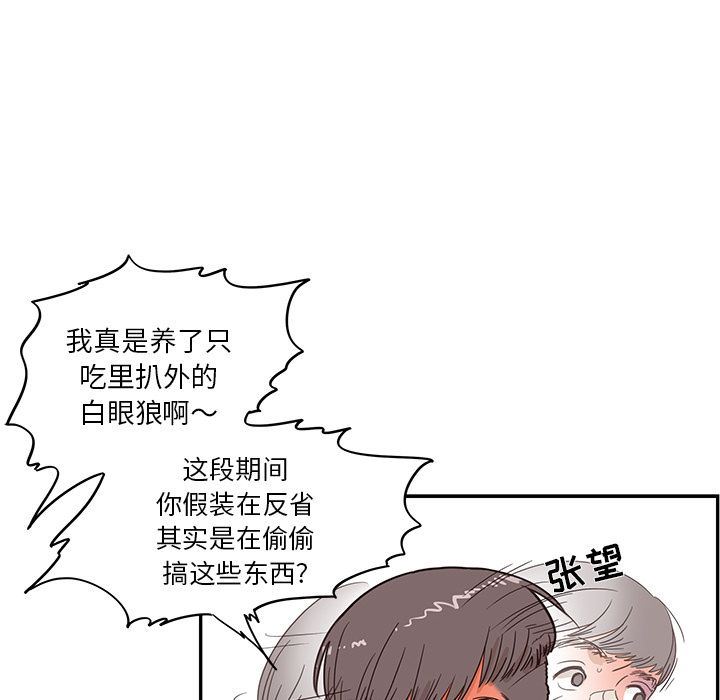 我真是养了只
吃里扒外的
白眼狼啊～
这段期间
你假装在反省
其实是在偷偷
搞这些东西?
张望